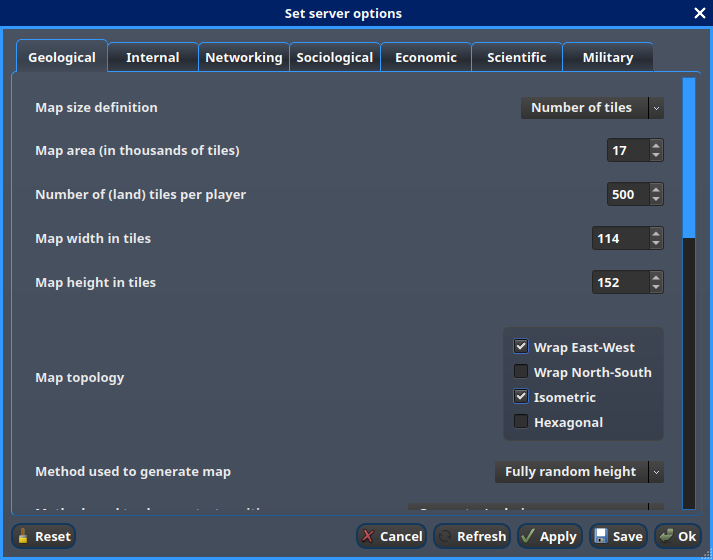 Set server options
Geological Internal Networking Sociological Economic Scientific Military
Map size definition Number of tiles
Map area (in thousands of tiles) 17
Number of (land) tiles per player 500
Map width in tiles 114
Map height in tiles 152
Wrap East-West
Wrap North-South
Map topology
Isometric
Hexagonal
Method used to generate map Fully random height
Reset Cancel Refresh Apply Save Ok